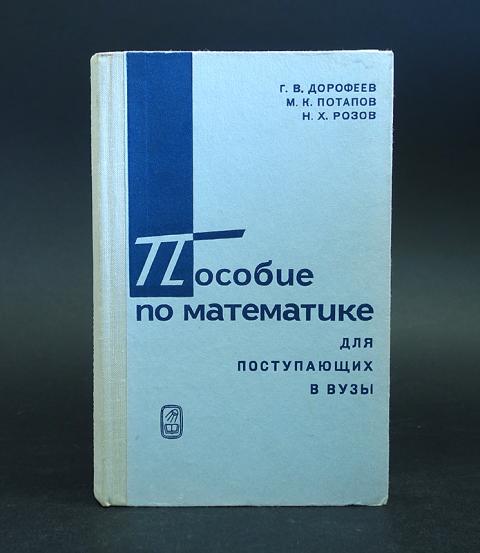 Г. В. ДОРОФЕЕВ
М. К. ПОТАПОВ
Н. Х. РОЗОВ
Пособие
по математике
ДЛЯ
ПОСТУПАЮЩИХ
В ВУЗЫ